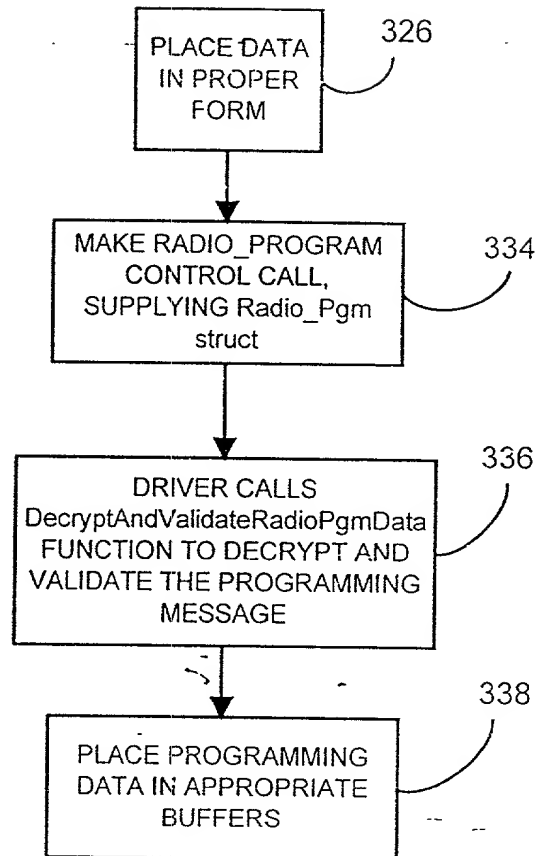 PLACE DATA
IN PROPER
FORM
326
MAKE RADIO_PROGRAM
CONTROL CALL,
SUPPLYING Radio_Pgm
struct
334
DRIVER CALLS
DecryptAndValidateRadioPgmData
FUNCTION TO DECRYPT AND
VALIDATE THE PROGRAMMING
MESSAGE
336
PLACE PROGRAMMING
DATA IN APPROPRIATE
BUFFERS
338